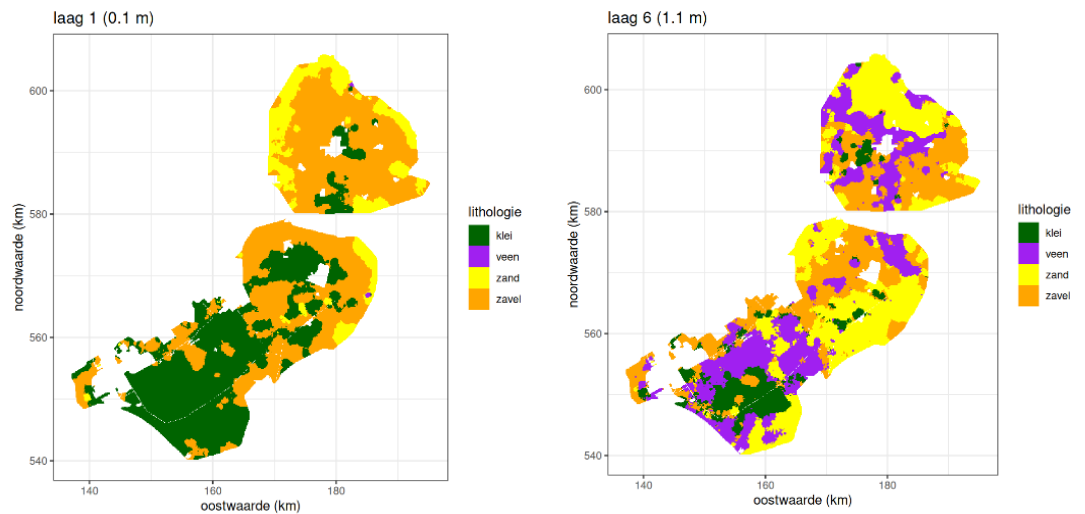 laag 1 (0.1 m)
600
580
560
540
140
160
180
noordwaarde (km)
oostwaarde (km)
lithologie
klei
veen
zand
zavel
laag 6 (1.1 m)
600
580
560
540
140
160
180
noordwaarde (km)
oostwaarde (km)
lithologie
klei
veen
zand
zavel